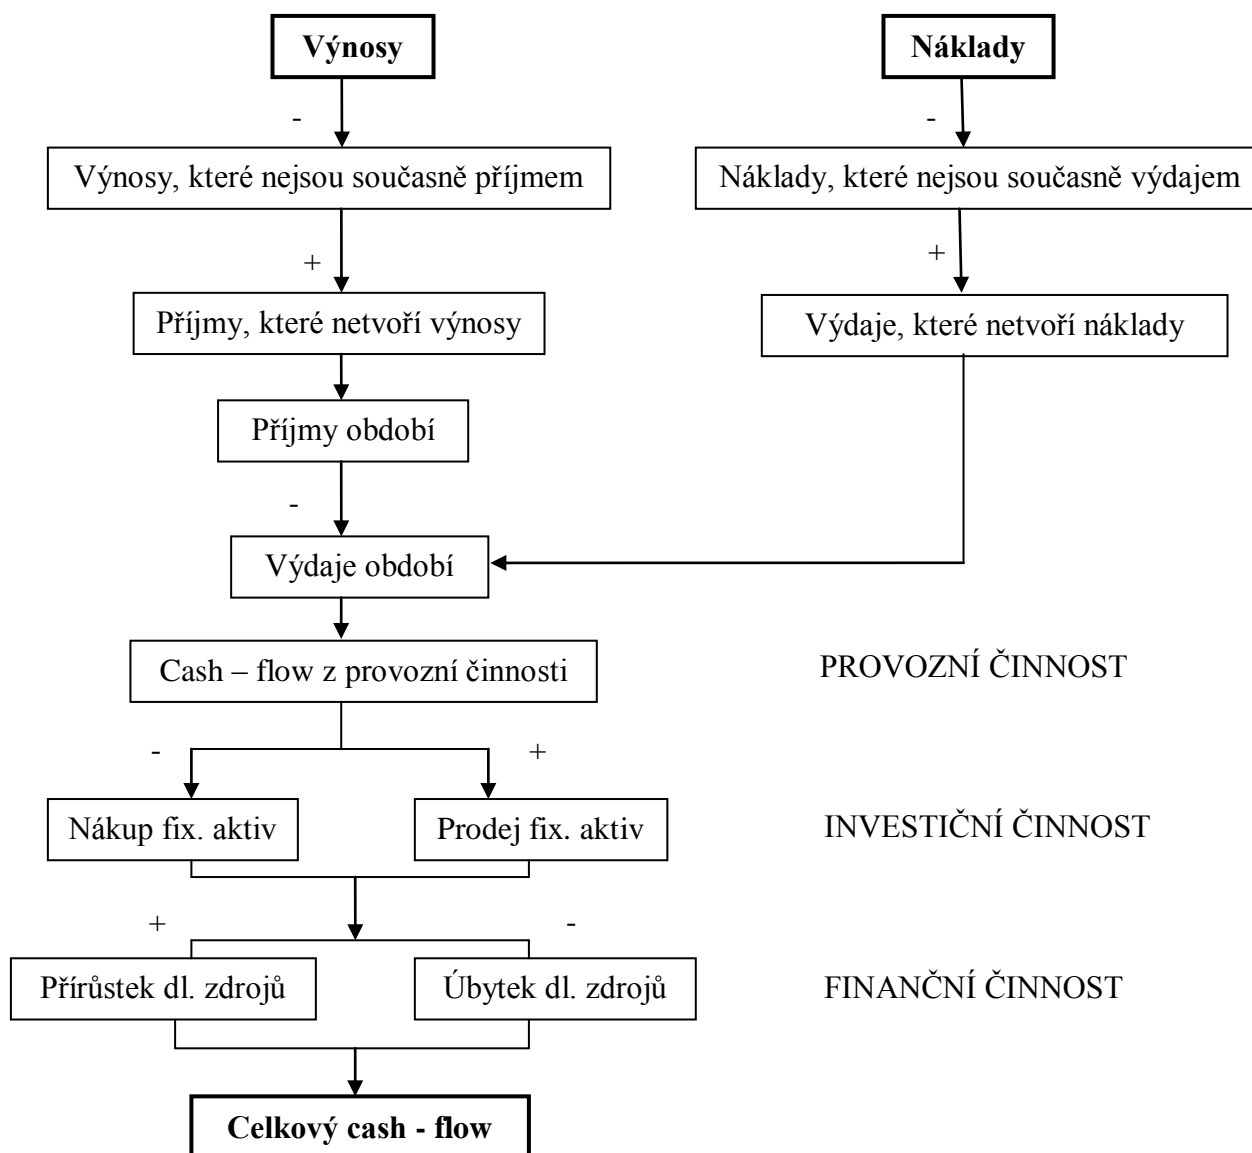 Výnosy
Náklady
-
-
Výnosy, které nejsou současně příjmem
Náklady, které nejsou současně výdajem
+
+
Příjmy, které netvoří výnosy
Výdaje, které netvoří náklady
Příjmy období
-
Výdaje období
Cash – flow z provozní činnosti
PROVOZNÍ ČINNOST
-
+
Nákup fix. aktiv
Prodej fix. aktiv
INVESTIČNÍ ČINNOST
+
-
Přírůstek dl. zdrojů
Úbytek dl. zdrojů
FINANČNÍ ČINNOST
Celkový cash - flow